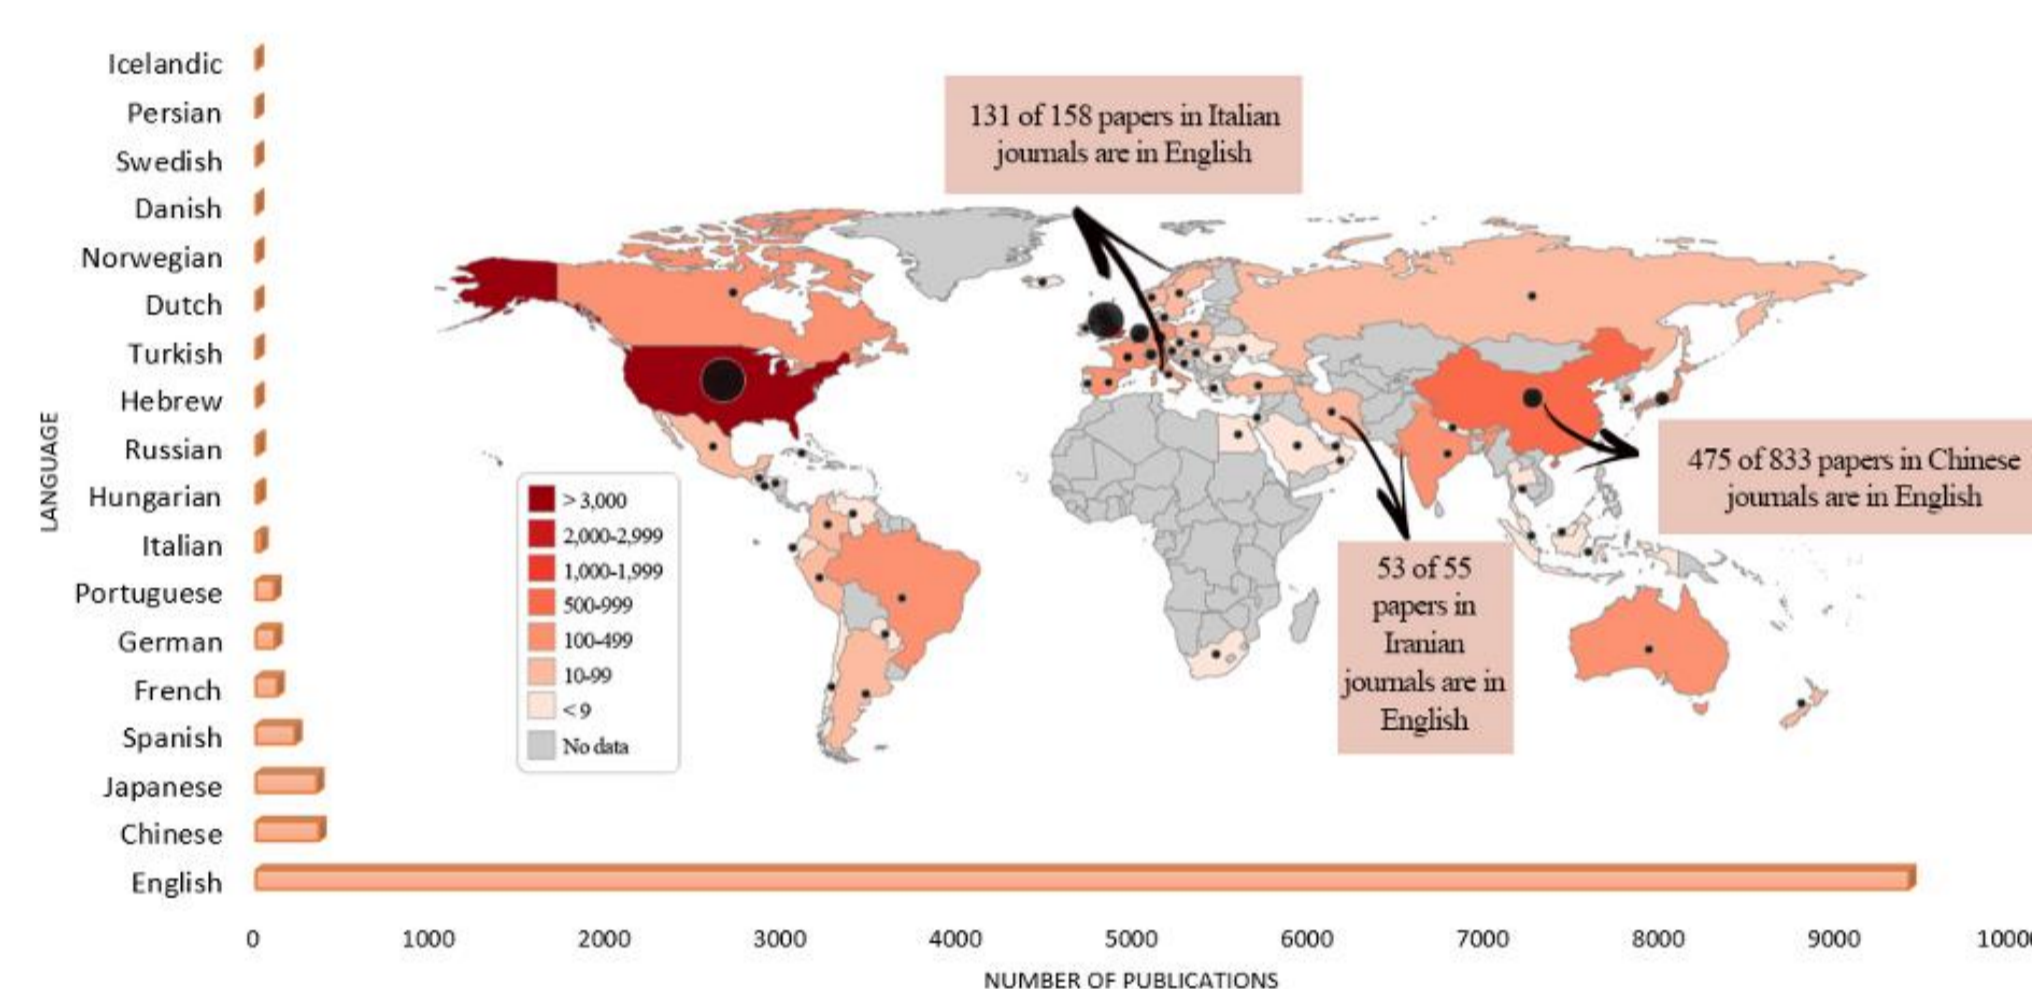 Icelandic
Persian
Swedish
Danish
Norwegian
Dutch
Turkish
Hebrew
Russian
Hungarian
Italian
Portuguese
German
French
Spanish
Japanese
Chinese
English
LANGUAGE
131 of 158 papers in Italian
journals are in English
475 of 833 papers in Chinese
journals are in English
53 of 55
papers in
Iranian
journals are in
English
> 3,000
2,000-2,999
1,000-1,999
500-999
100-499
10-99
< 9
No data
0 1000 2000 3000 4000 5000 6000 7000 8000 9000
NUMBER OF PUBLICATIONS